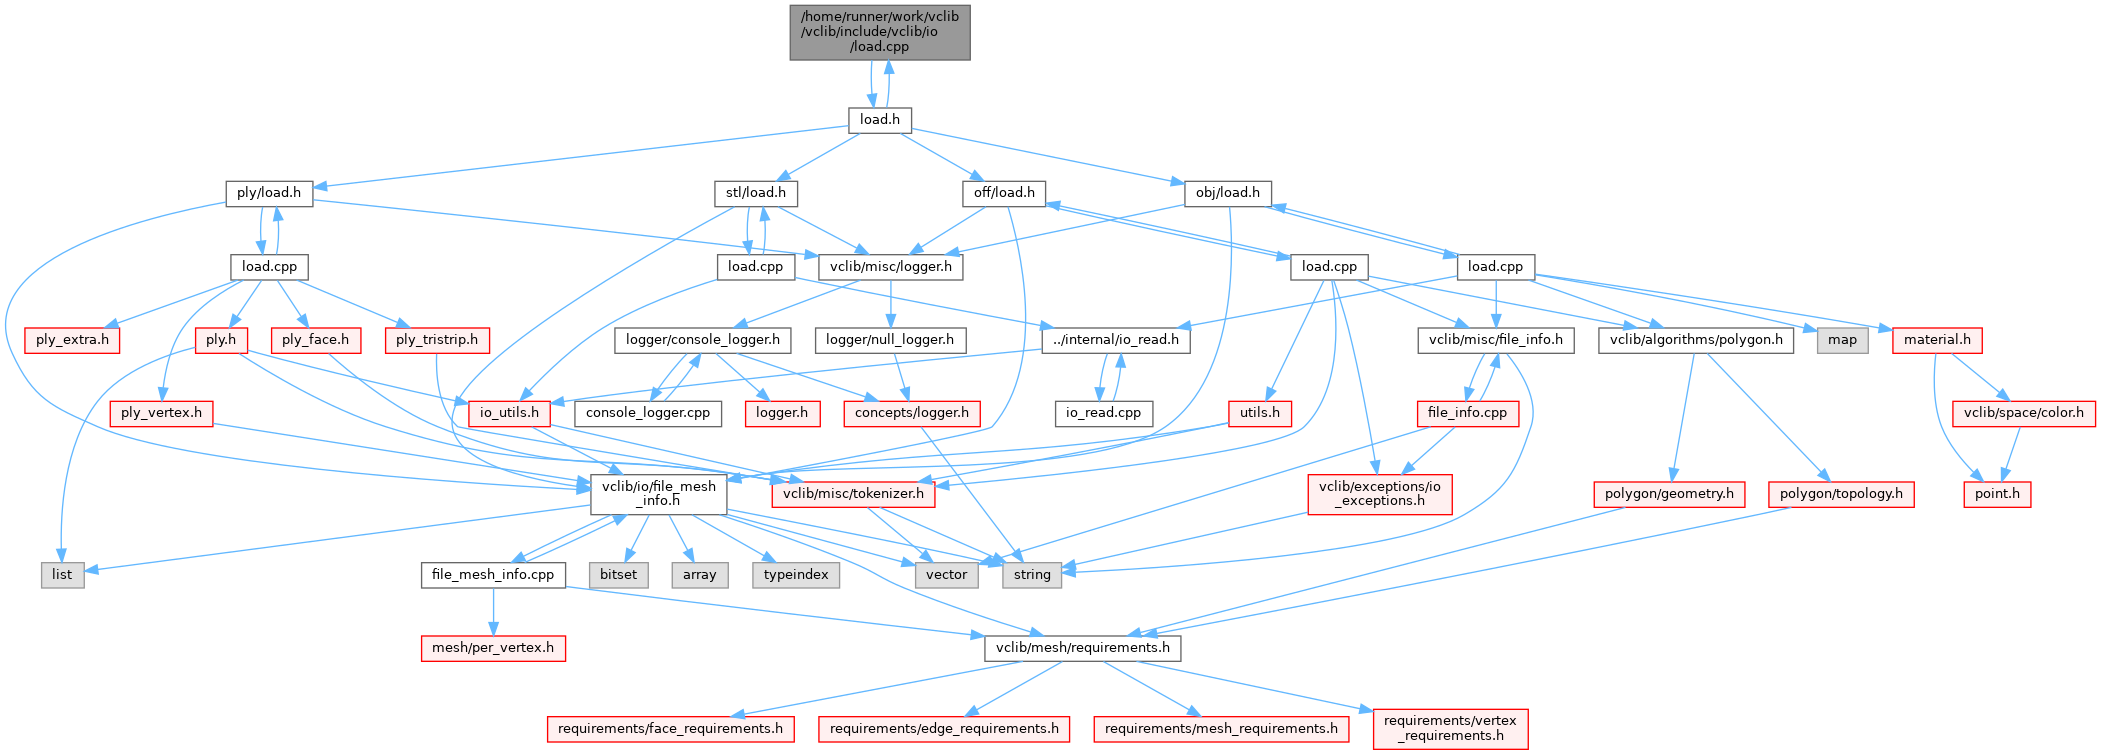 /home/runner/work/vclib
/vclib/include/vclib/io
/load.cpp
load.h
ply/load.h
stl/load.h
off/load.h
obj/load.h
load.cpp
load.cpp
vclib/misc/logger.h
load.cpp
load.cpp
ply_extra.h
ply.h
ply_face.h
ply_tristrip.h
logger/console_logger.h
logger/null_logger.h
../internal/io_read.h
vclib/misc/file_info.h
vclib/algorithms/polygon.h
map
material.h
ply_vertex.h
io_utils.h
console_logger.cpp
logger.h
concepts/logger.h
io_read.cpp
utils.h
file_info.cpp
vclib/space/color.h
vclib/io/file_mesh
_info.h
vclib/misc/tokenizer.h
vclib/exceptions/io
_exceptions.h
polygon/geometry.h
polygon/topology.h
point.h
list
file_mesh_info.cpp
bitset
array
typeindex
vector
string
mesh/per_vertex.h
vclib/mesh/requirements.h
requirements/face_requirements.h
requirements/edge_requirements.h
requirements/mesh_requirements.h
requirements/vertex
_requirements.h